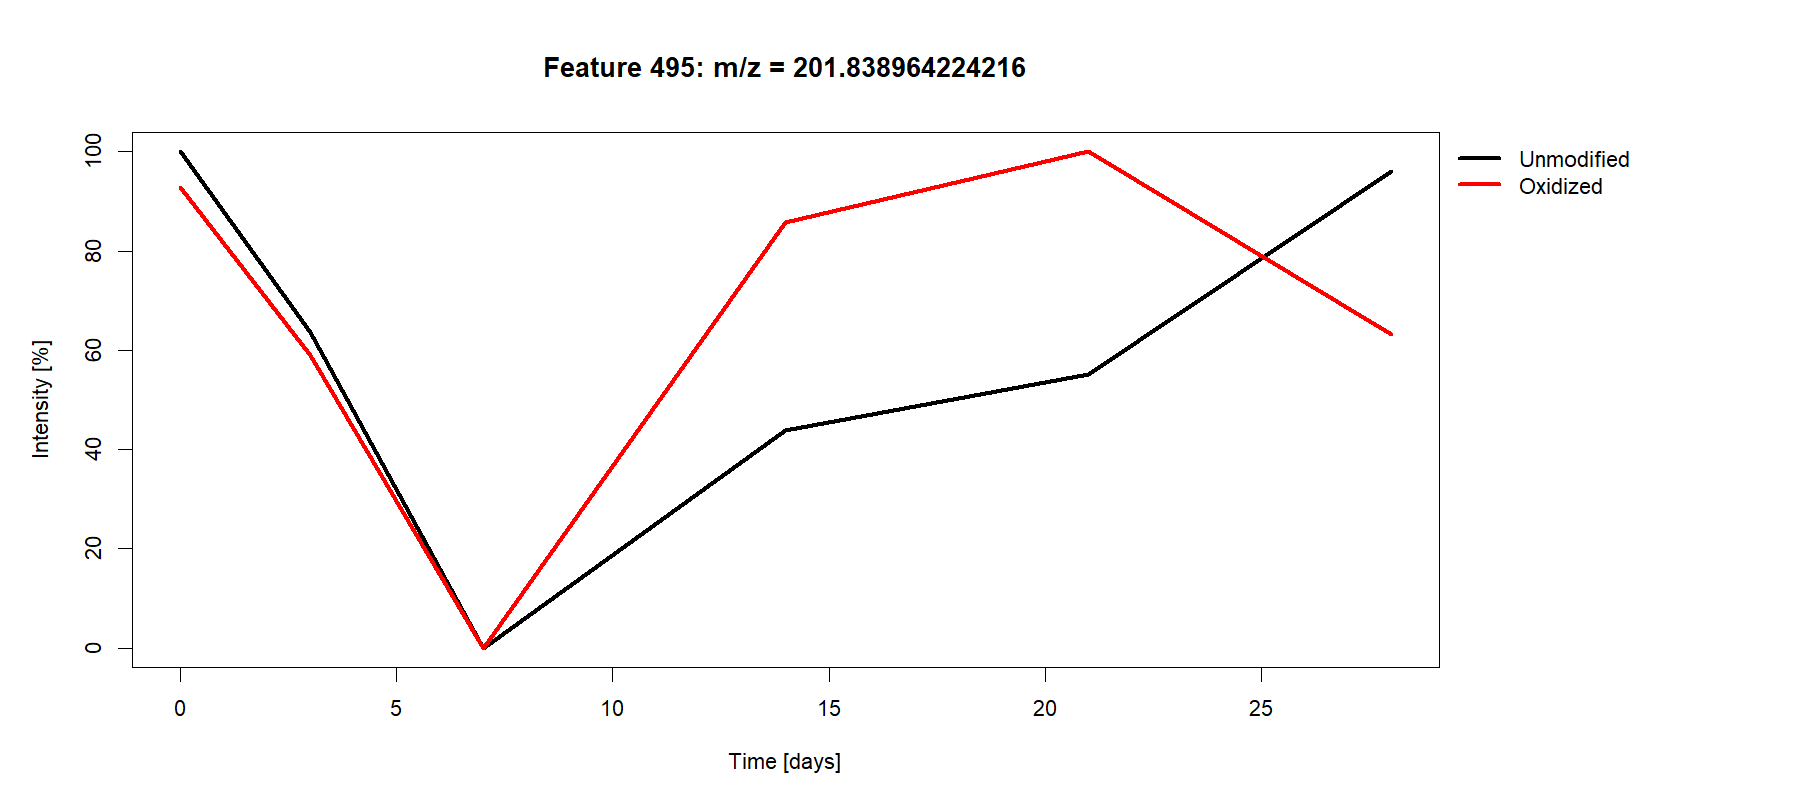 Feature 495: m/z = 201.838964224216
100
80
60
40
20
0
Intensity [%]
Unmodified
Oxidized
0 5 10 15 20 25
Time [days]